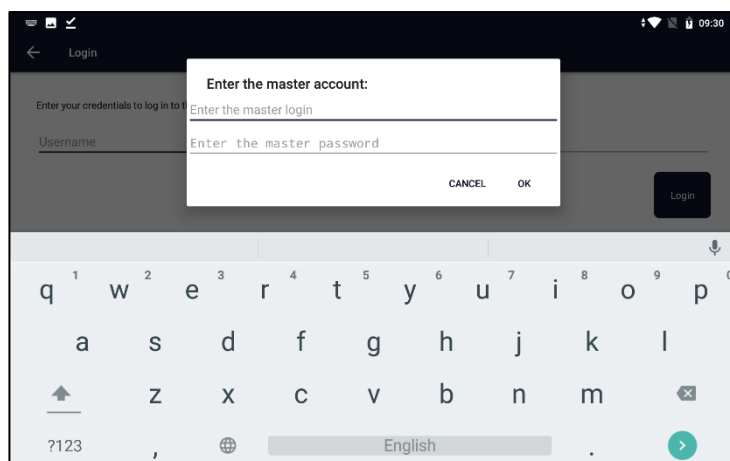 09:30
Login
Enter the master account:
Enter your credentials to log in to t
Enter the master login
Username
Enter the master password
CANCEL OK
Login
1 2 3 4 5 6 7 8 9 0
q w e r t y u i o p
a s d f g h j k l
z x c v b n m
?123 , English .